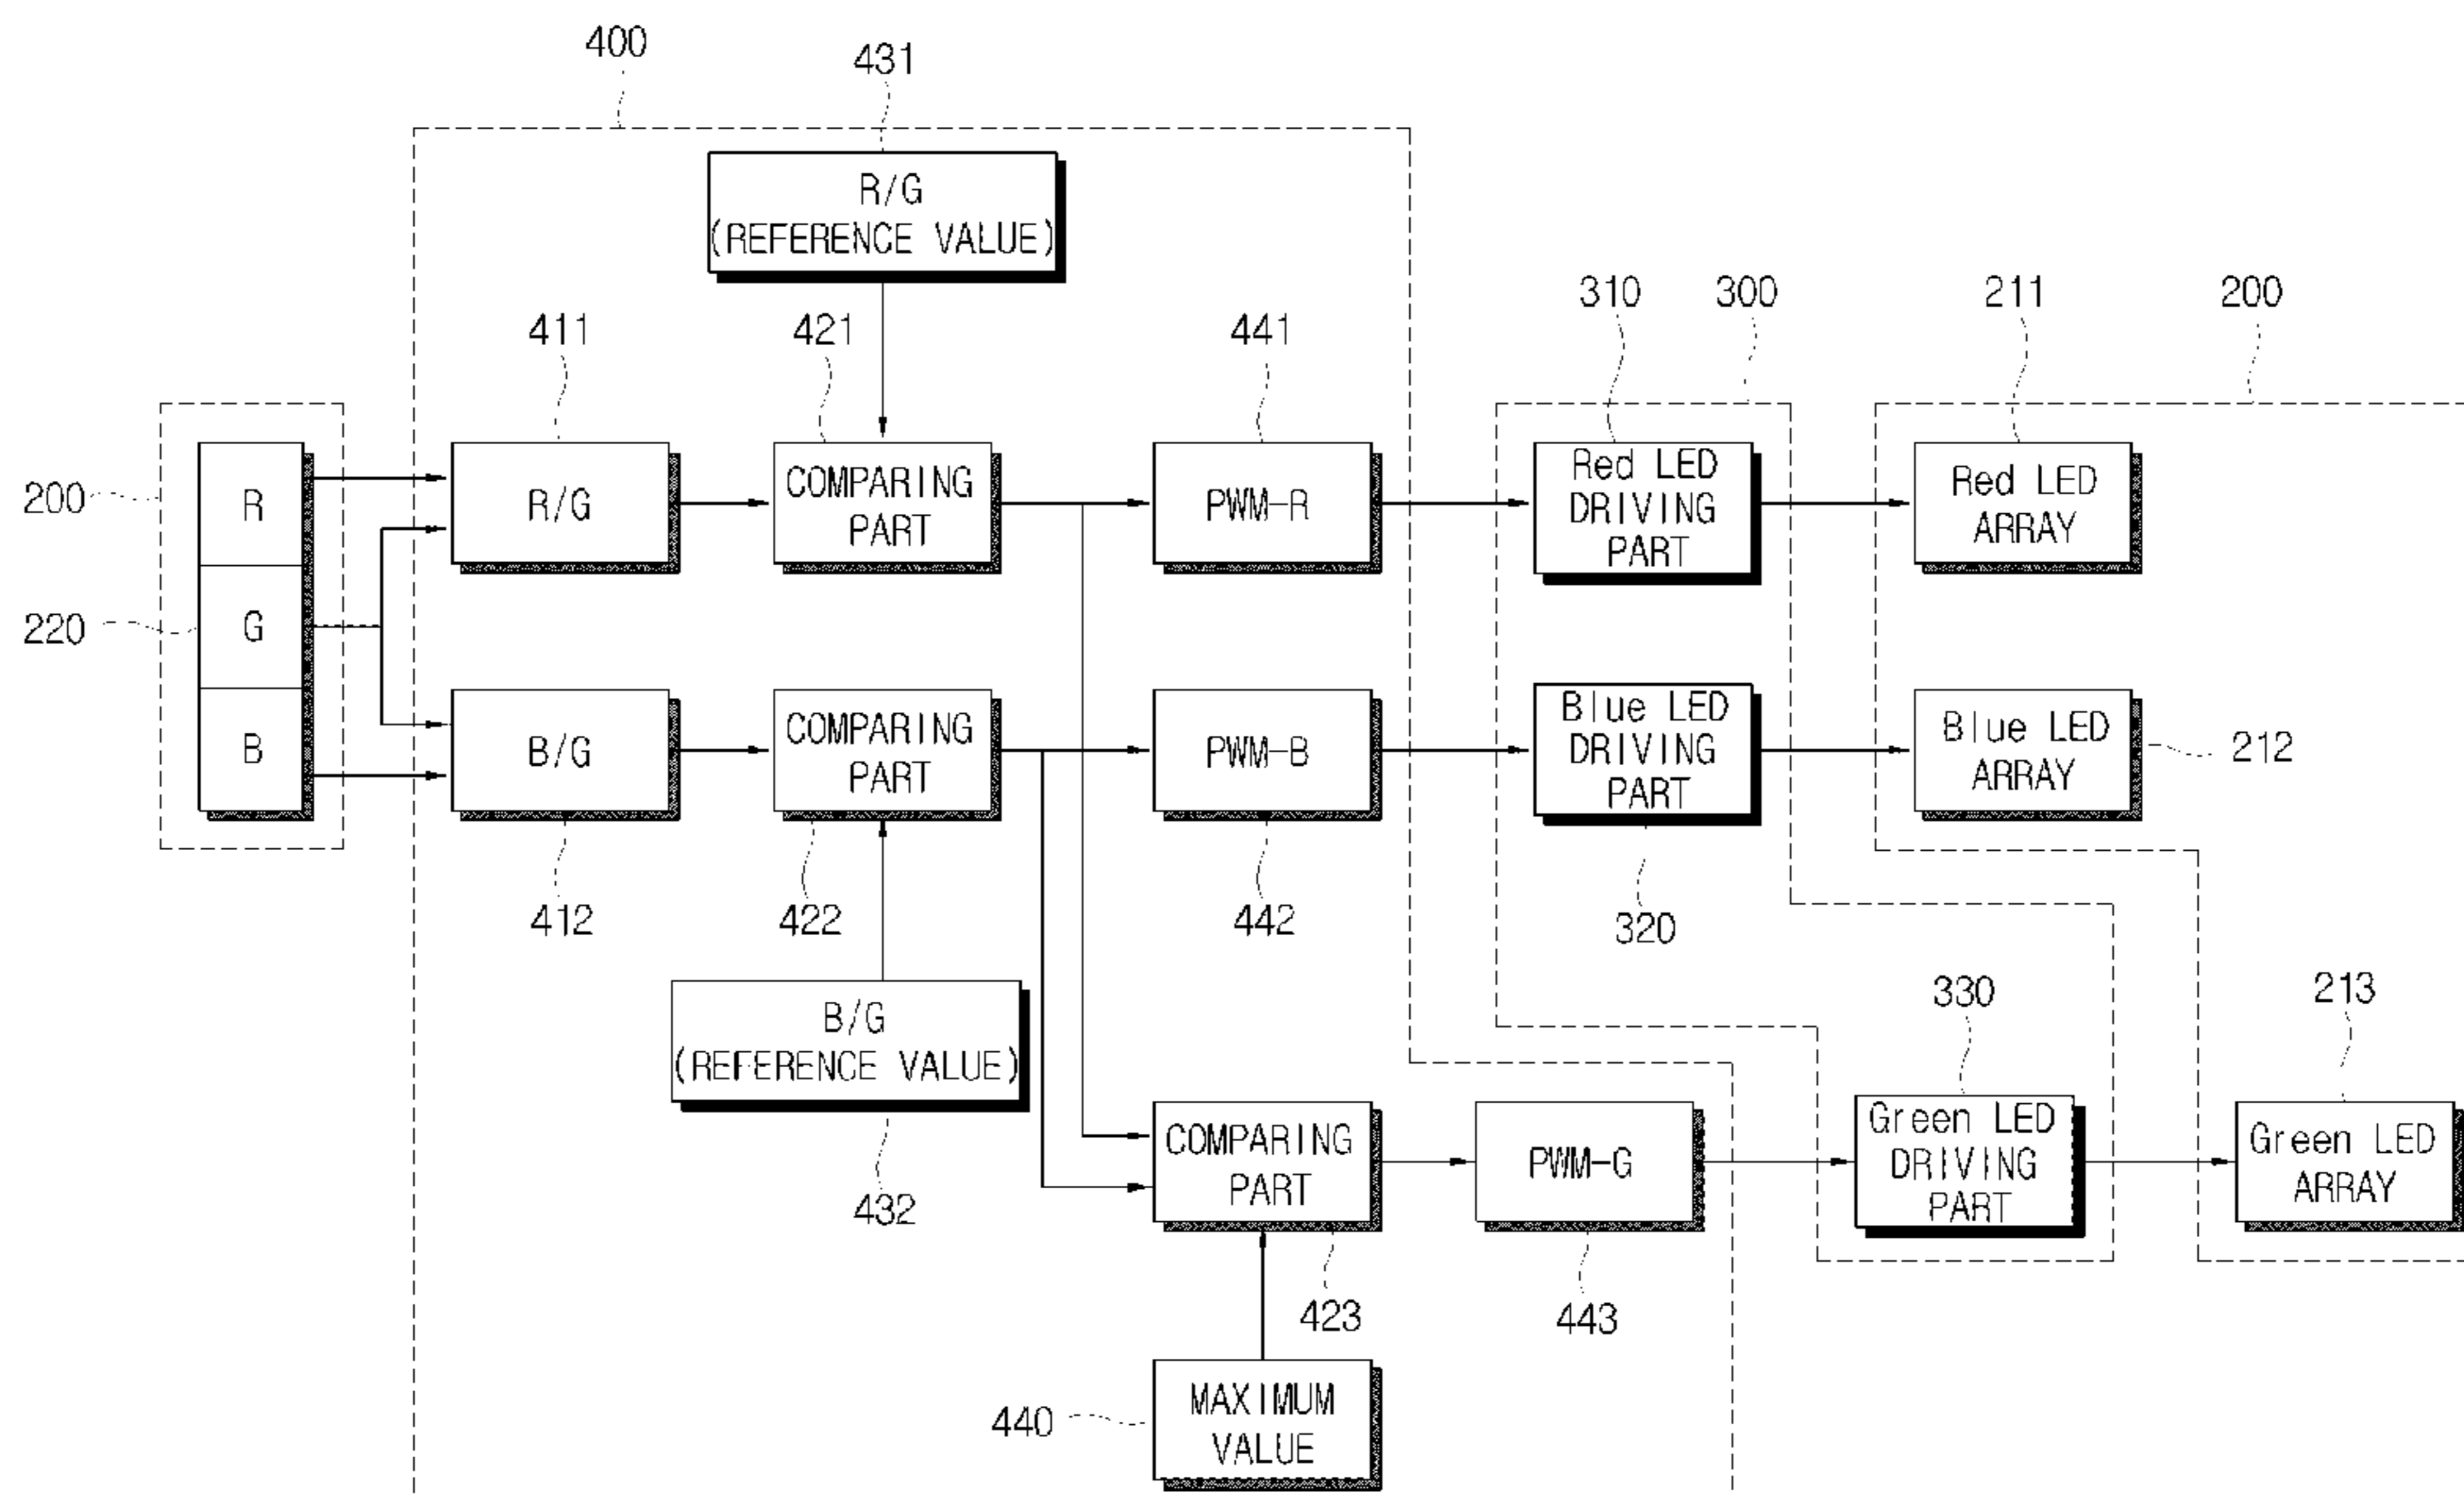 400
431
R/G
(REFERENCE VALUE)
310
300
211
200
411
421
441
R
R/G
COMPARING
PART
PWM-R
Red LED
DRIVING
PART
Red LED
ARRAY
200
220
G
B
B/G
COMPARING
PART
PWM-B
Blue LED
DRIVING
PART
Blue LED
ARRAY
212
412
422
442
320
B/G
(REFERENCE VALUE)
330
213
432
COMPARING
PART
PWM-G
Green LED
DRIVING
PART
Green LED
ARRAY
423
443
440
MAXIMUM
VALUE